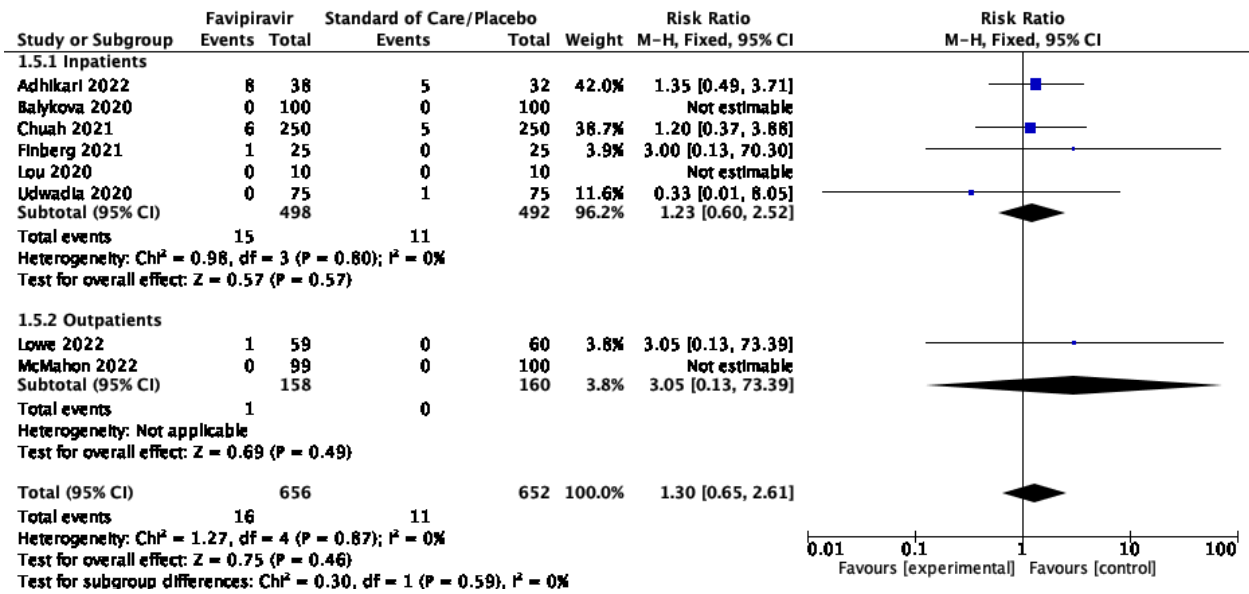 Favipiravir Standard of Care/Placebo Risk Ratio Risk Ratio
Study or Subgroup Events Total Events Total Weight M-H, Fixed, 95% CI M-H, Fixed, 95% CI
1.5.1 Inpatients
Adhikari 2022 8 38 5 32 42.0% 1.35 [0.49, 3.71]
Balykova 2020 0 100 0 100 Not estimable
Chuah 2021 6 250 5 250 38.7% 1.20 [0.37, 3.88]
Finberg 2021 1 25 0 25 3.9% 3.00 [0.13, 70.30]
Lou 2020 0 10 0 10 Not estimable
Udwadia 2020 0 75 1 75 11.6% 0.33 [0.01, 8.05]
Subtotal (95% CI) 498 492 96.2% 1.23 [0.60, 2.52]
Total events 15 11
Heterogeneity: Chi² = 0.98, df = 3 (P = 0.80); I² = 0%
Test for overall effect: Z = 0.57 (P = 0.57)
1.5.2 Outpatients
Lowe 2022 1 59 0 60 3.8% 3.05 [0.13, 73.39]
McMahon 2022 0 99 0 100 Not estimable
Subtotal (95% CI) 158 160 3.8% 3.05 [0.13, 73.39]
Total events 1 0
Heterogeneity: Not applicable
Test for overall effect: Z = 0.69 (P = 0.49)
Total (95% CI) 656 652 100.0% 1.30 [0.65, 2.61]
Total events 16 11
Heterogeneity: Chi² = 1.27, df = 4 (P = 0.87); I² = 0%
Test for overall effect: Z = 0.75 (P = 0.46)
Test for subgroup differences: Chi² = 0.30, df = 1 (P = 0.59), I² = 0%
0.01 0.1 1 10 100
Favours [experimental] Favours [control]